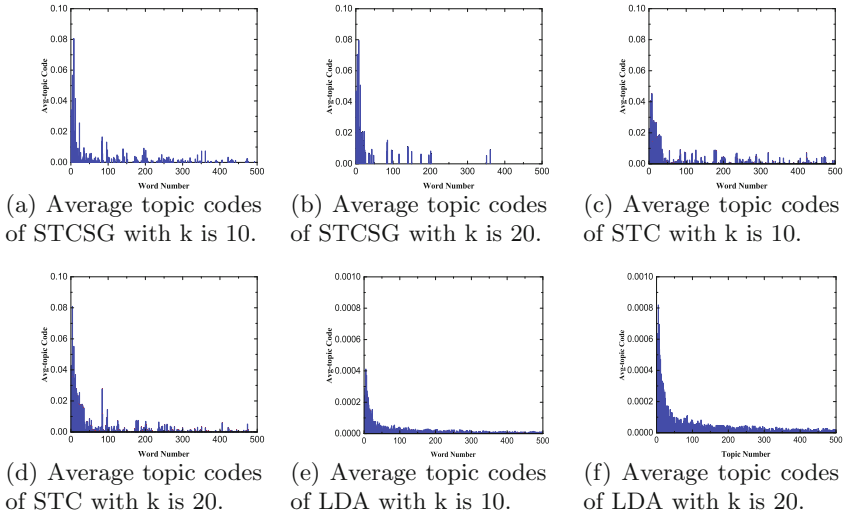 0.10
0.08
0.06
0.04
0.02
0.00
0 100 200 300 400 500
Avg-topic Code
Word Number
(a) Average topic codes
of STCSG with k is 10.
0.10
0.08
0.06
0.04
0.02
0.00
0 100 200 300 400 500
Avg-topic Code
Word Number
(b) Average topic codes
of STCSG with k is 20.
0.10
0.08
0.06
0.04
0.02
0.00
0 100 200 300 400 500
Avg-topic Code
Word Number
(c) Average topic codes
of STC with k is 10.
0.10
0.08
0.06
0.04
0.02
0.00
0 100 200 300 400 500
Avg-topic Code
Word Number
(d) Average topic codes
of STC with k is 20.
0.0010
0.0008
0.0006
0.0004
0.0002
0.0000
0 100 200 300 400 500
Avg-topic Code
Word Number
(e) Average topic codes
of LDA with k is 10.
0.0010
0.0008
0.0006
0.0004
0.0002
0.0000
0 100 200 300 400 500
Avg-topic Code
Topic Number
(f) Average topic codes
of LDA with k is 20.